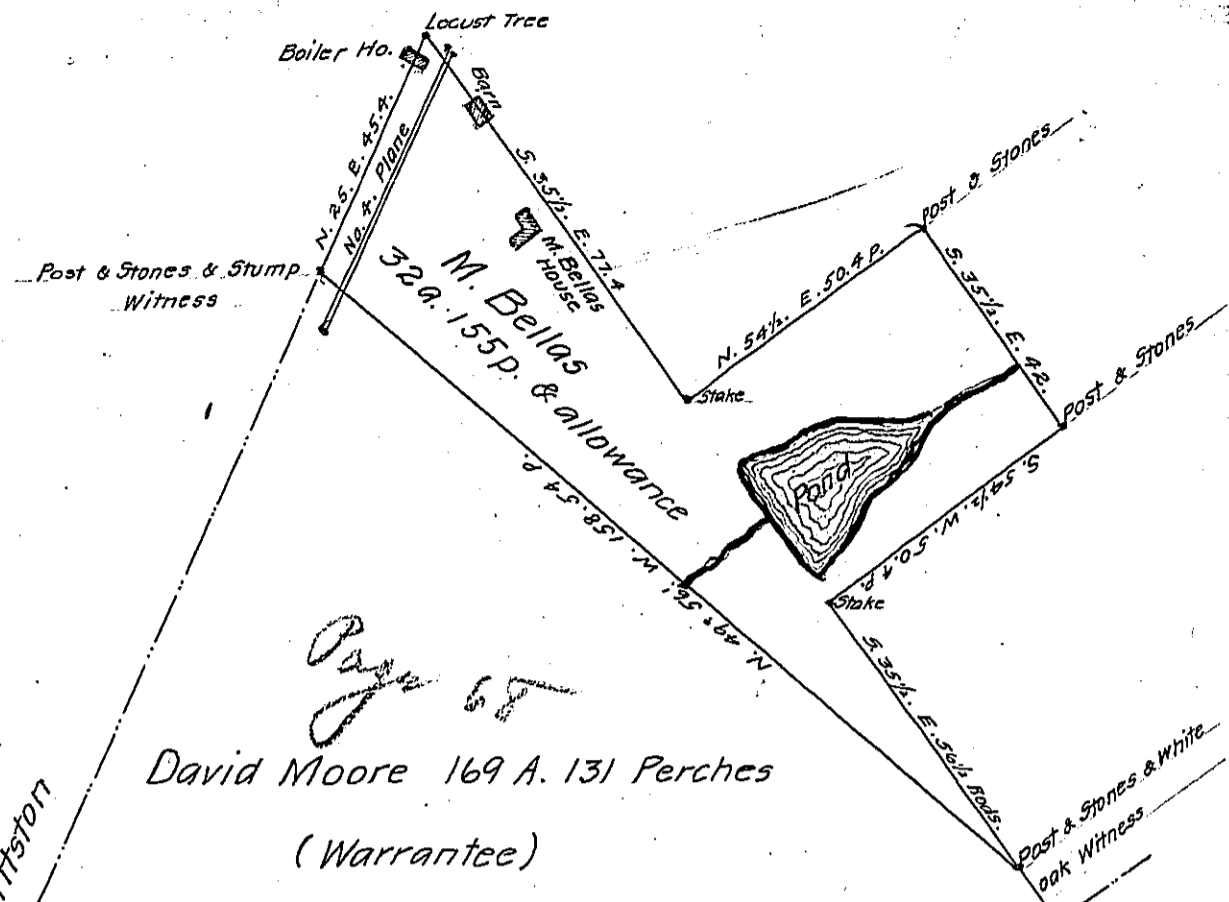 Locust Tree
Boiler Ho.
Barn
N. 25. E. 45.4.
No. 4. Plane
S. 35½. E. 77.4
Post & Stones
M. Bellas
House
Post & Stones & Stump
Witness
M. Bellas
32a. 155p. & allowance
N. 54½. E. 50.4 P.
S. 35½. E. 42.
Stake
Post & Stones
Pond
S. 54½. W. 50.4 P.
N. 49° 56' W. 158.54 P.
Stake
S. 35½. E. 56½ Rods.
Page
David Moore 169 A. 131 Perches
(Warrantee)
Post & Stones & White
oak Witness